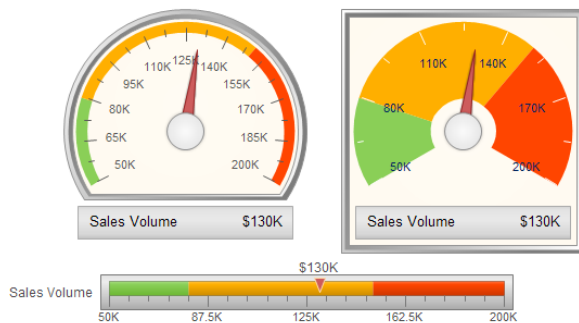 50K
65K
80K
95K
110K
125K
140K
155K
170K
185K
200K
Sales Volume $130K
50K
80K
110K
140K
170K
200K
Sales Volume $130K
$130K
Sales Volume
50K 87.5K 125K 162.5K 200K